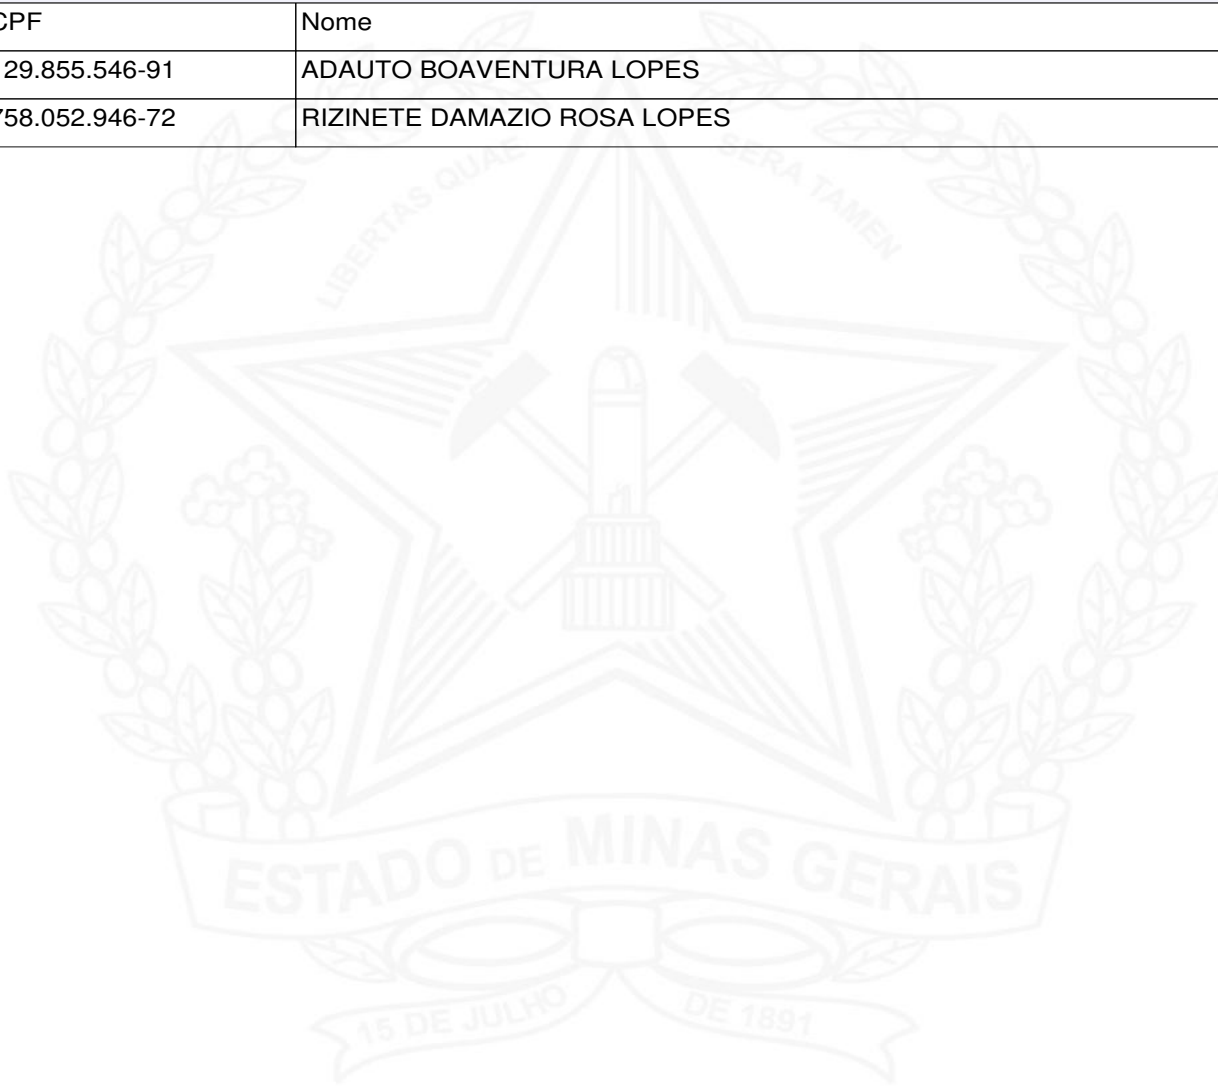 CPF Nome
129.855.546-91 ADAUTO BOAVENTURA LOPES
758.052.946-72 RIZINETE DAMAZIO ROSA LOPES
LIBERTAS QUAE SERA TAMEN
ESTADO DE MINAS GERAIS
15 DE JULHO DE 1891